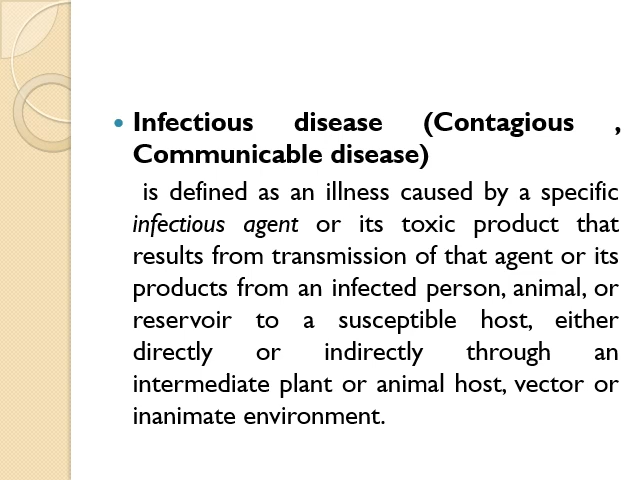 Infectious disease (Contagious ,
Communicable disease)
is defined as an illness caused by a specific
infectious agent or its toxic product that
results from transmission of that agent or its
products from an infected person, animal, or
reservoir to a susceptible host, either
directly or indirectly through an
intermediate plant or animal host, vector or
inanimate environment.